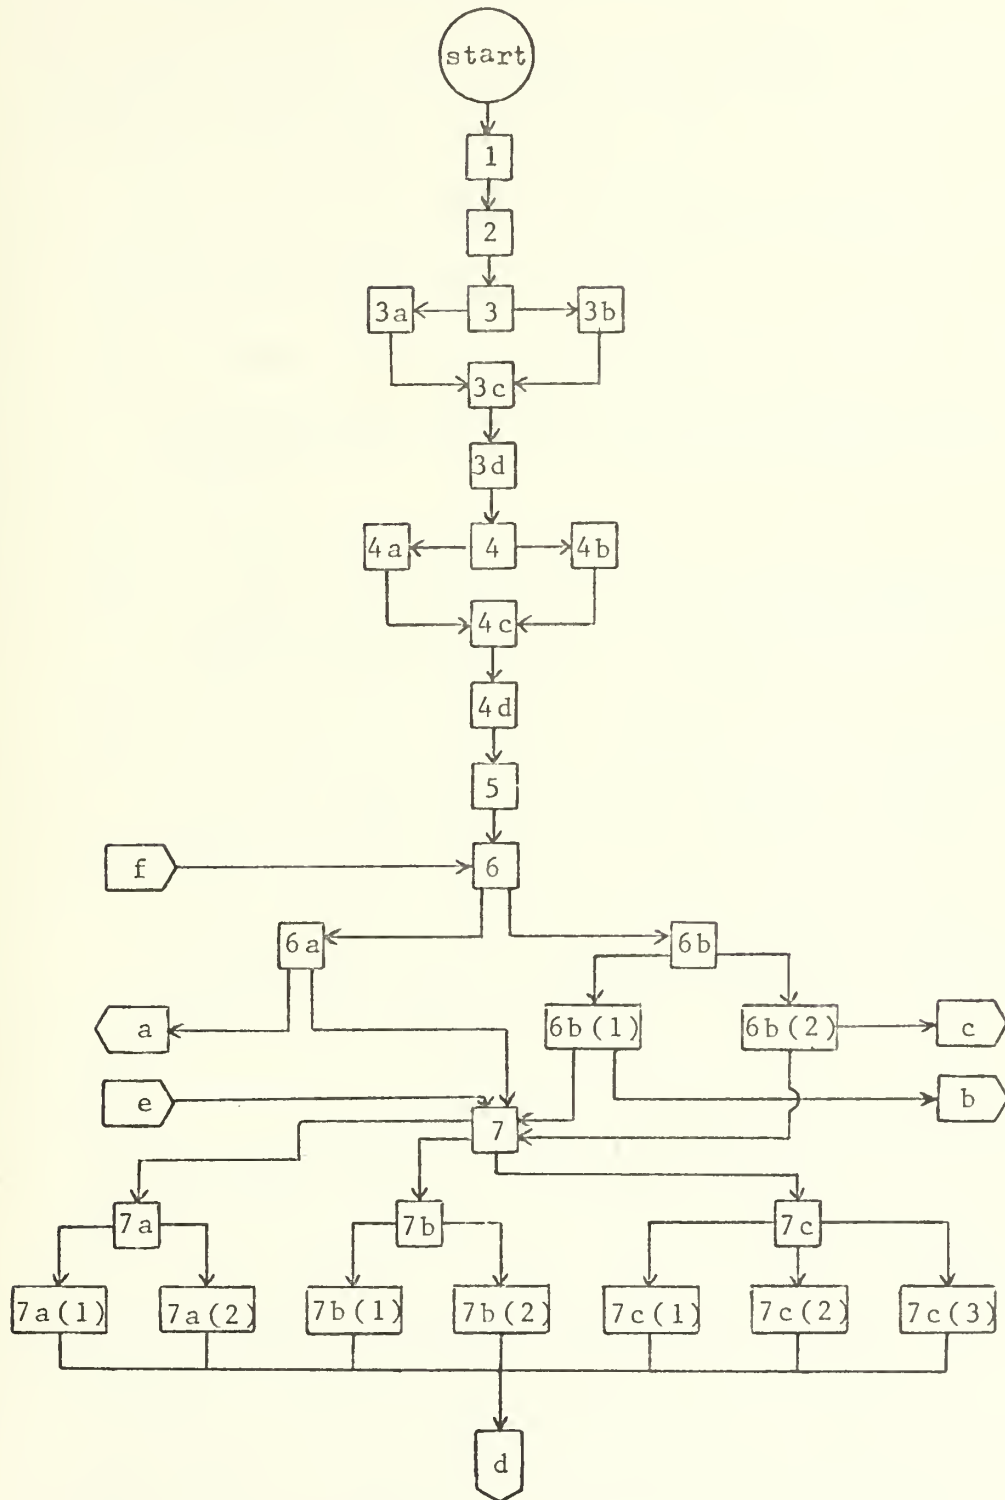 start
1
2
3a 3 3b
3c
3d
4a 4 4b
4c
4d
5
f 6
6a 6b
a 6b(1) 6b(2) c
e b
7
7a 7b 7c
7a(1) 7a(2) 7b(1) 7b(2) 7c(1) 7c(2) 7c(3)
d